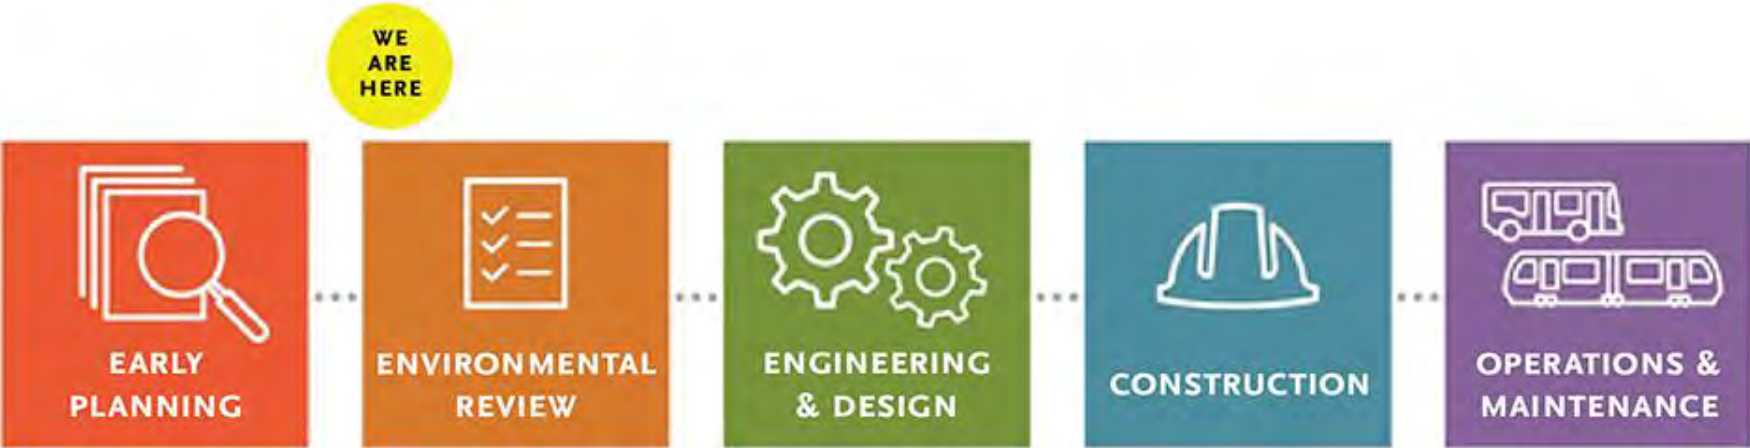 WE
ARE
HERE
EARLY
PLANNING
ENVIRONMENTAL
REVIEW
ENGINEERING
& DESIGN
CONSTRUCTION
OPERATIONS &
MAINTENANCE